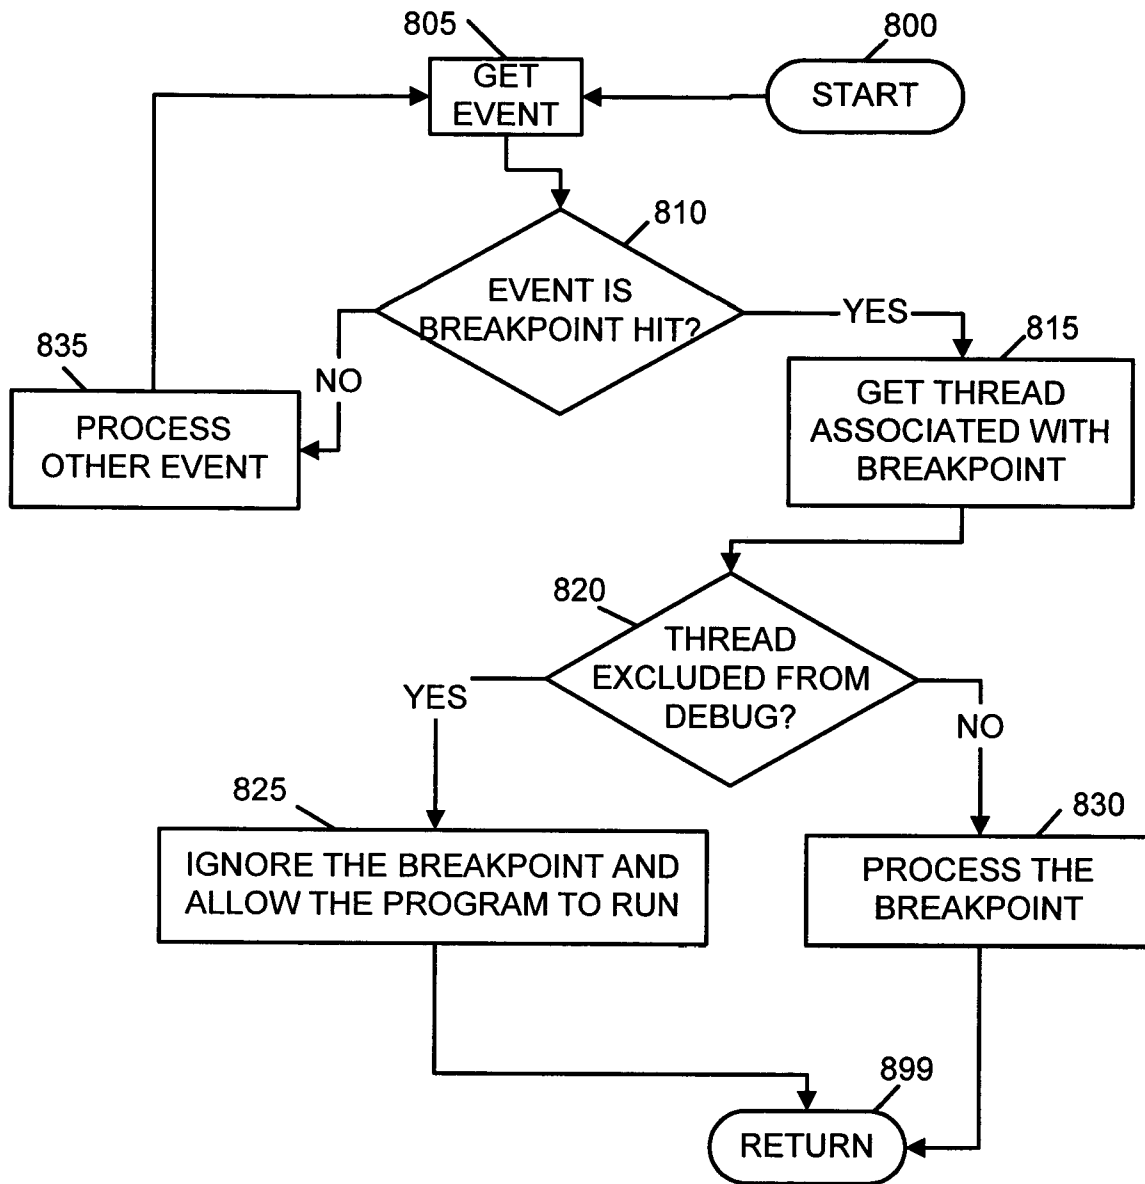 805
800
GET
EVENT
START
810
EVENT IS
BREAKPOINT HIT?
YES
835
NO
815
PROCESS
OTHER EVENT
GET THREAD
ASSOCIATED WITH
BREAKPOINT
820
THREAD
EXCLUDED FROM
DEBUG?
YES
NO
825
830
IGNORE THE BREAKPOINT AND
ALLOW THE PROGRAM TO RUN
PROCESS THE
BREAKPOINT
899
RETURN